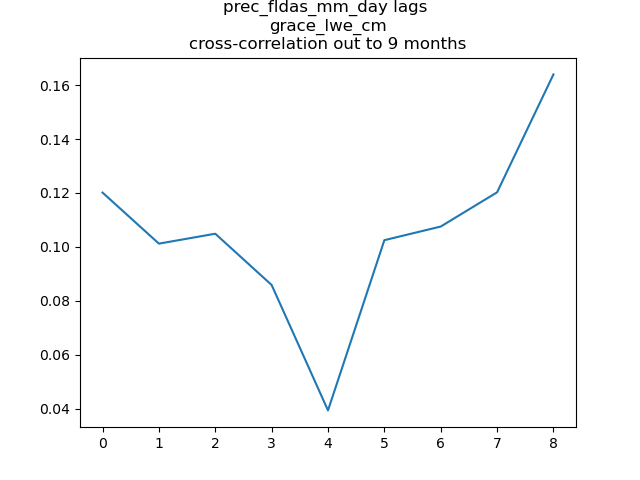 prec_fldas_mm_day lags
grace_lwe_cm
cross-correlation out to 9 months
0.16
0.14
0.12
0.10
0.08
0.06
0.04
0 1 2 3 4 5 6 7 8